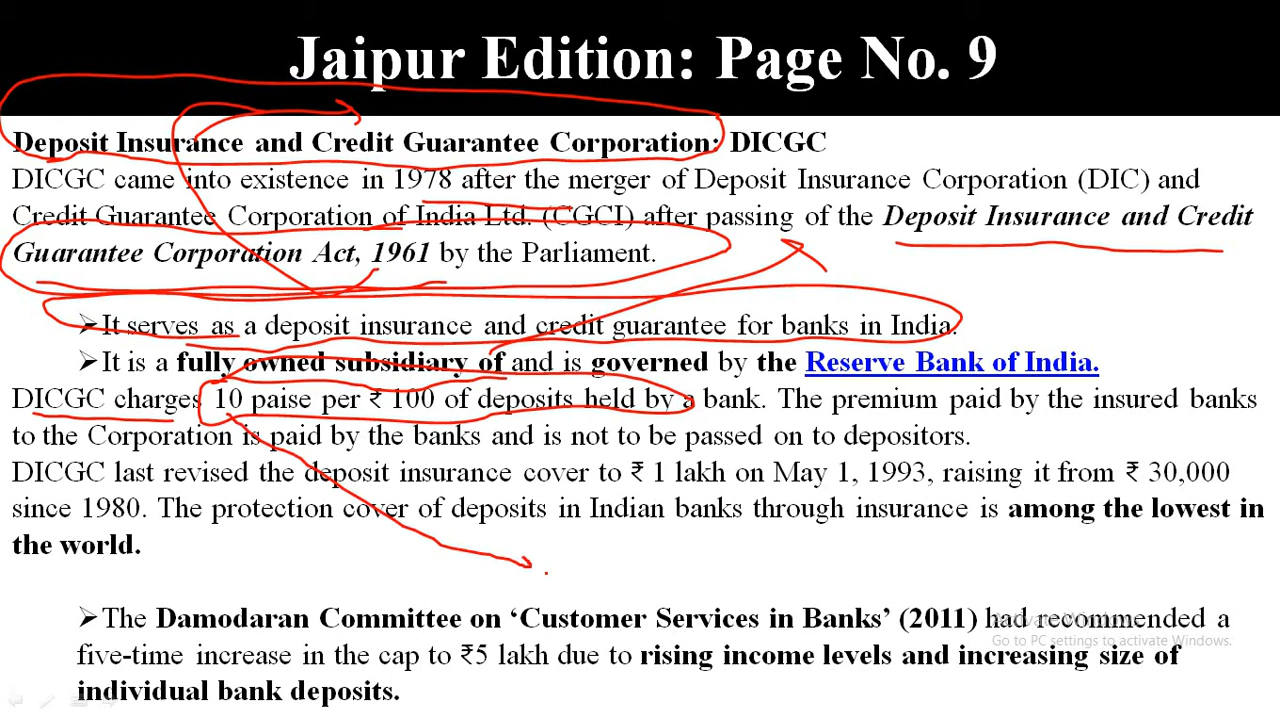 Jaipur Edition: Page No. 9
Deposit Insurance and Credit Guarantee Corporation: DICGC
DICGC came into existence in 1978 after the merger of Deposit Insurance Corporation (DIC) and
Credit Guarantee Corporation of India Ltd. (CGCI) after passing of the Deposit Insurance and Credit
Guarantee Corporation Act, 1961 by the Parliament.
➢It serves as a deposit insurance and credit guarantee for banks in India.
➢It is a fully owned subsidiary of and is governed by the Reserve Bank of India.
DICGC charges 10 paise per ₹ 100 of deposits held by a bank. The premium paid by the insured banks
to the Corporation is paid by the banks and is not to be passed on to depositors.
DICGC last revised the deposit insurance cover to ₹ 1 lakh on May 1, 1993, raising it from ₹ 30,000
since 1980. The protection cover of deposits in Indian banks through insurance is among the lowest in
the world.
➢The Damodaran Committee on ‘Customer Services in Banks’ (2011) had recommended a
five-time increase in the cap to ₹5 lakh due to rising income levels and increasing size of
individual bank deposits.
Activate Windows
Go to PC settings to activate Windows.